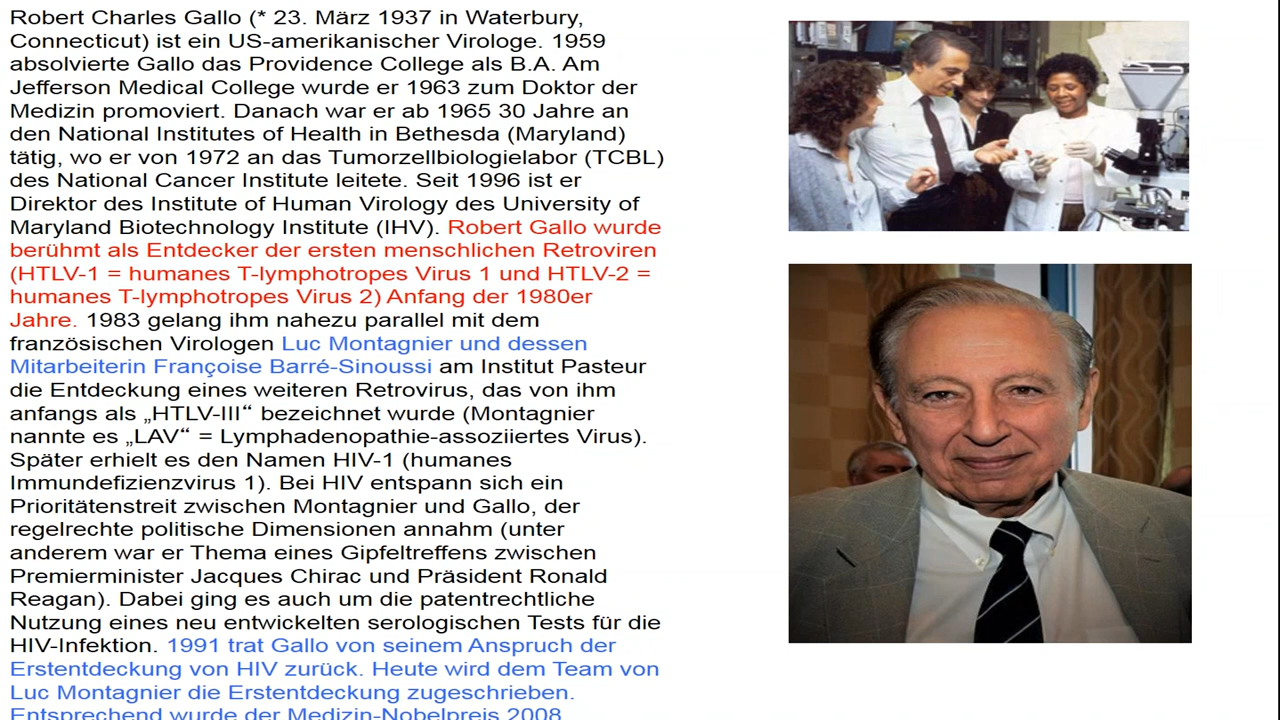 Robert Charles Gallo (* 23. März 1937 in Waterbury,
Connecticut) ist ein US-amerikanischer Virologe. 1959
absolvierte Gallo das Providence College als B.A. Am
Jefferson Medical College wurde er 1963 zum Doktor der
Medizin promoviert. Danach war er ab 1965 30 Jahre an
den National Institutes of Health in Bethesda (Maryland)
tätig, wo er von 1972 an das Tumorzellbiologielabor (TCBL)
des National Cancer Institute leitete. Seit 1996 ist er
Direktor des Institute of Human Virology des University of
Maryland Biotechnology Institute (IHV). Robert Gallo wurde
berühmt als Entdecker der ersten menschlichen Retroviren
(HTLV-1 = humanes T-lymphotropes Virus 1 und HTLV-2 =
humanes T-lymphotropes Virus 2) Anfang der 1980er
Jahre. 1983 gelang ihm nahezu parallel mit dem
französischen Virologen Luc Montagnier und dessen
Mitarbeiterin Françoise Barré-Sinoussi am Institut Pasteur
die Entdeckung eines weiteren Retrovirus, das von ihm
anfangs als „HTLV-III“ bezeichnet wurde (Montagnier
nannte es „LAV“ = Lymphadenopathie-assoziiertes Virus).
Später erhielt es den Namen HIV-1 (humanes
Immundefizienzvirus 1). Bei HIV entspann sich ein
Prioritätenstreit zwischen Montagnier und Gallo, der
regelrechte politische Dimensionen annahm (unter
anderem war er Thema eines Gipfeltreffens zwischen
Premierminister Jacques Chirac und Präsident Ronald
Reagan). Dabei ging es auch um die patentrechtliche
Nutzung eines neu entwickelten serologischen Tests für die
HIV-Infektion. 1991 trat Gallo von seinem Anspruch der
Erstentdeckung von HIV zurück. Heute wird dem Team von
Luc Montagnier die Erstentdeckung zugeschrieben.
Entsprechend wurde der Medizin-Nobelpreis 2008